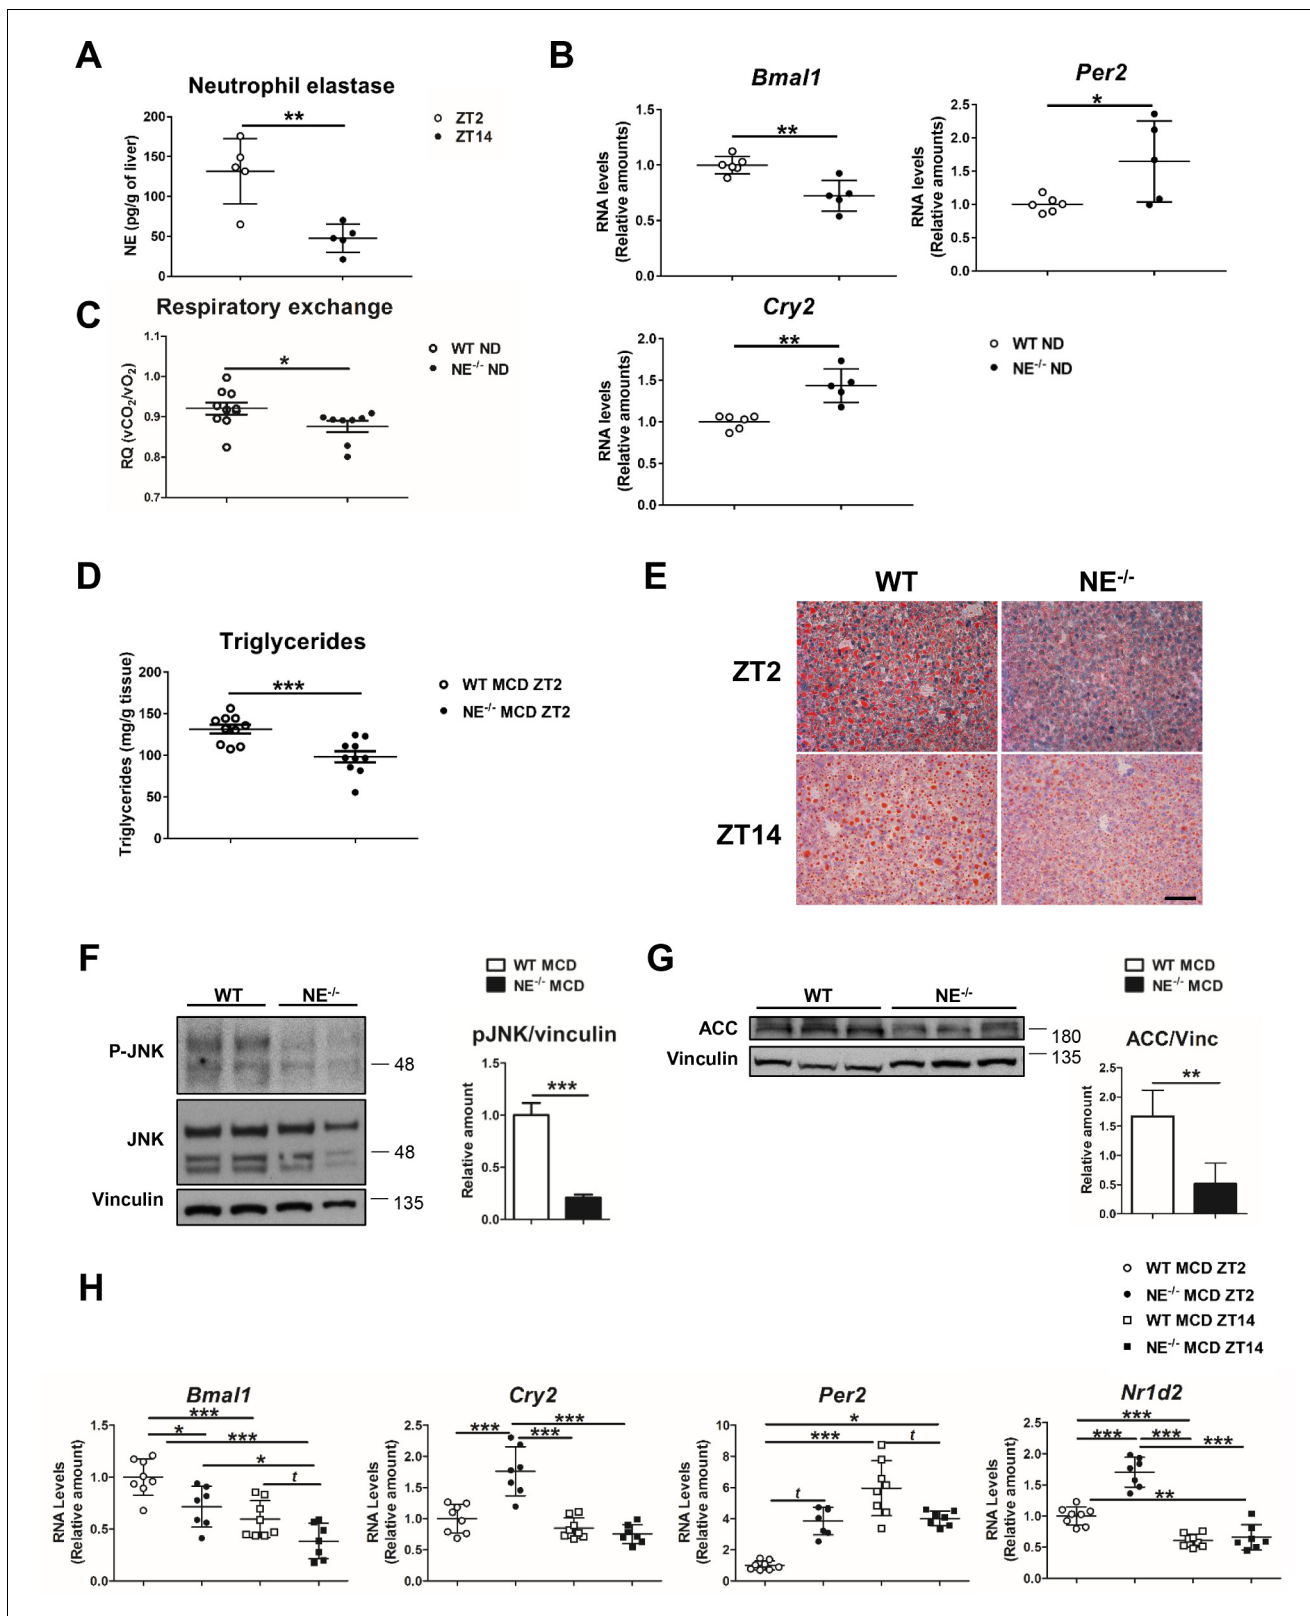 A
Neutrophil elastase
NE (pg/g of liver)
200
150
100
50
0
**
ZT2
ZT14
B
Bmal1
RNA levels
(Relative amounts)
1.5
1.0
0.5
0.0
**
Per2
RNA levels
(Relative amounts)
2.5
2.0
1.5
1.0
0.5
0.0
*
C
Respiratory exchange
RQ (vCO2/vO2)
1.1
1.0
0.9
0.8
0.7
*
WT ND
NE-/- ND
Cry2
RNA levels
(Relative amounts)
2.0
1.5
1.0
0.5
0.0
**
WT ND
NE-/- ND
D
Triglycerides
Triglycerides (mg/g tissue)
200
150
100
50
0
***
WT MCD ZT2
NE-/- MCD ZT2
E
WT
NE-/-
ZT2
ZT14
F
WT
NE-/-
P-JNK
48
JNK
48
Vinculin
135
WT MCD
NE-/- MCD
pJNK/vinculin
Relative amount
1.5
1.0
0.5
0.0
***
G
WT
NE-/-
ACC
180
Vinculin
135
WT MCD
NE-/- MCD
ACC/Vinc
Relative amount
2.5
2.0
1.5
1.0
0.5
0.0
**
H
WT MCD ZT2
NE-/- MCD ZT2
WT MCD ZT14
NE-/- MCD ZT14
Bmal1
RNA Levels
(Relative amount)
1.5
1.0
0.5
0.0
***
*
***
*
t
Cry2
RNA Levels
(Relative amount)
2.5
2.0
1.5
1.0
0.5
0.0
***
***
***
Per2
RNA Levels
(Relative amount)
10
8
6
4
2
0
*
***
t
t
Nr1d2
RNA Levels
(Relative amount)
2.5
2.0
1.5
1.0
0.5
0.0
***
***
***
***
**